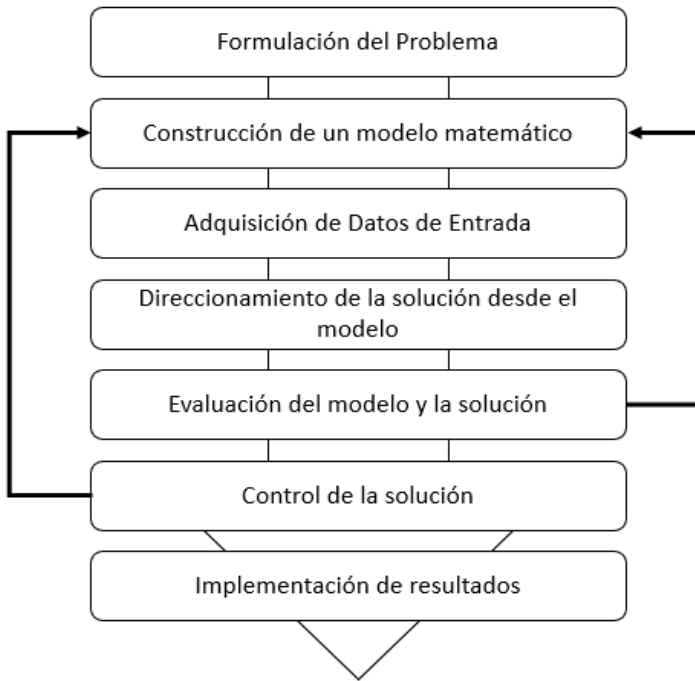 Formulación del Problema
Construcción de un modelo matemático
Adquisición de Datos de Entrada
Direccionamiento de la solución desde el
modelo
Evaluación del modelo y la solución
Control de la solución
Implementación de resultados